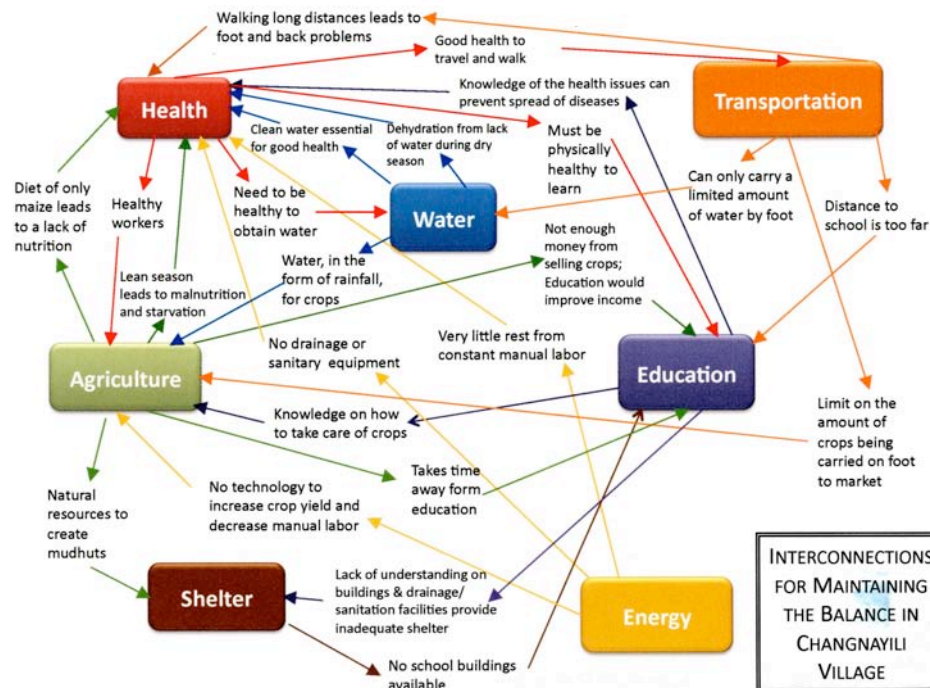 Walking long distances leads to
foot and back problems
Good health to
travel and walk
Health
Knowledge of the health issues can
prevent spread of diseases
Transportation
Clean water essential
for good health
Dehydration from lack
of water during dry
season
Must be
physically
healthy to
learn
Diet of only
maize leads
to a lack of
nutrition
Healthy
workers
Need to be
healthy to
obtain water
Water
Can only carry a
limited amount
of water by foot
Distance to
school is too far
Lean season
leads to malnutrition
and starvation
Water, in the
form of rainfall,
for crops
Not enough
money from
selling crops;
Education would
improve income
Agriculture
No drainage or
sanitary equipment
Very little rest from
constant manual labor
Education
Knowledge on how
to take care of crops
Limit on the
amount of
crops being
carried on foot
to market
Natural
resources to
create
mudhuts
No technology to
increase crop yield and
decrease manual labor
Takes time
away form
education
Shelter
Lack of understanding on
buildings & drainage/
sanitation facilities provide
inadequate shelter
Energy
No school buildings
available
INTERCONNECTIONS
FOR MAINTAINING
THE BALANCE IN
CHANGNAYILI
VILLAGE